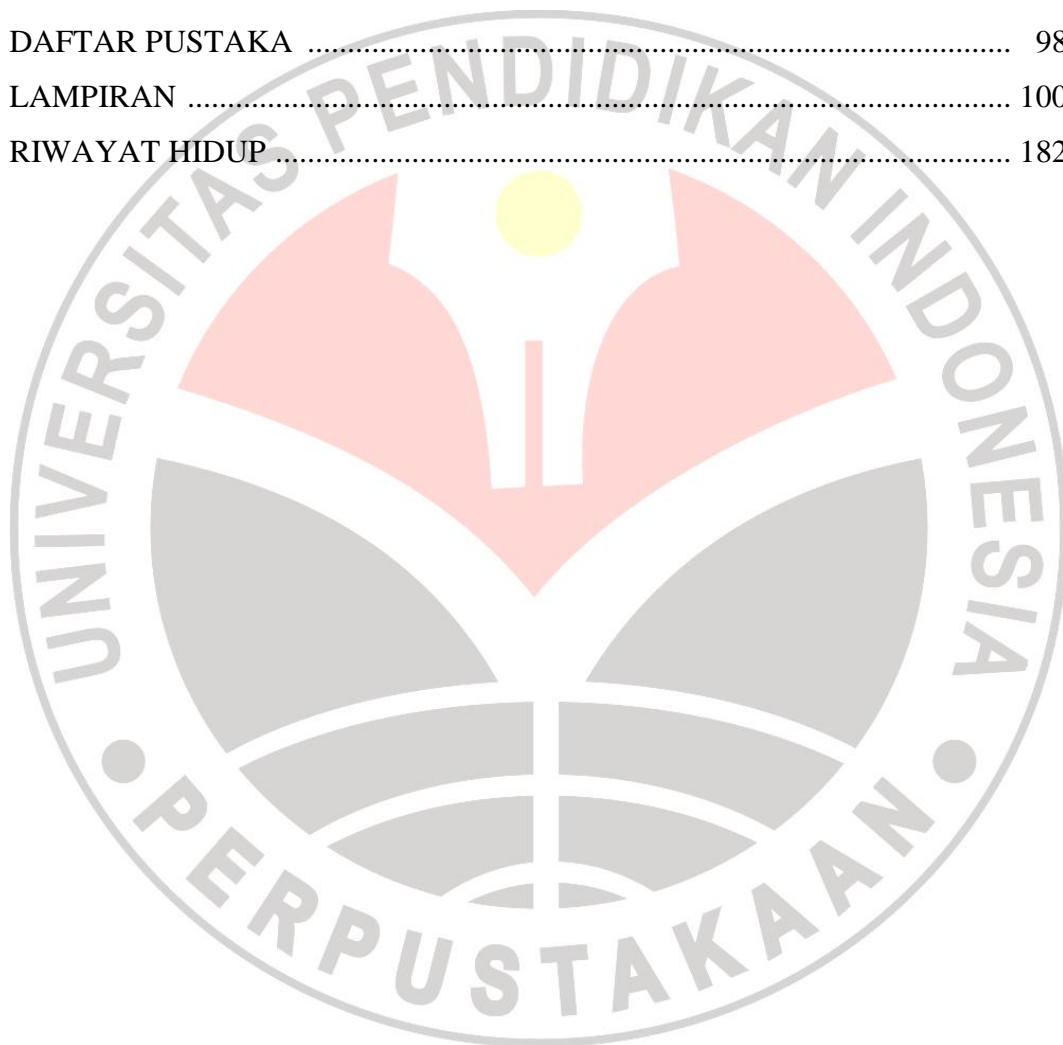 DAFTAR PUSTAKA ........................................................................................... 98
LAMPIRAN .......................................................................................................... 100
RIWAYAT HIDUP ............................................................................................... 182
UNIVERSITAS PENDIDIKAN INDONESIA
PERPUSTAKAAN